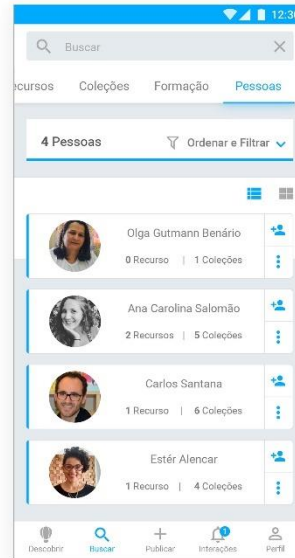 12:30
Buscar
ecursos Coleções Formação Pessoas
4 Pessoas Ordenar e Filtrar
Olga Gutmann Benário
0 Recurso | 1 Coleções
Ana Carolina Salomão
2 Recursos | 5 Coleções
Carlos Santana
1 Recurso | 6 Coleções
Estér Alencar
1 Recurso | 4 Coleções
1
Descobrir Buscar Publicar Interações Perfil